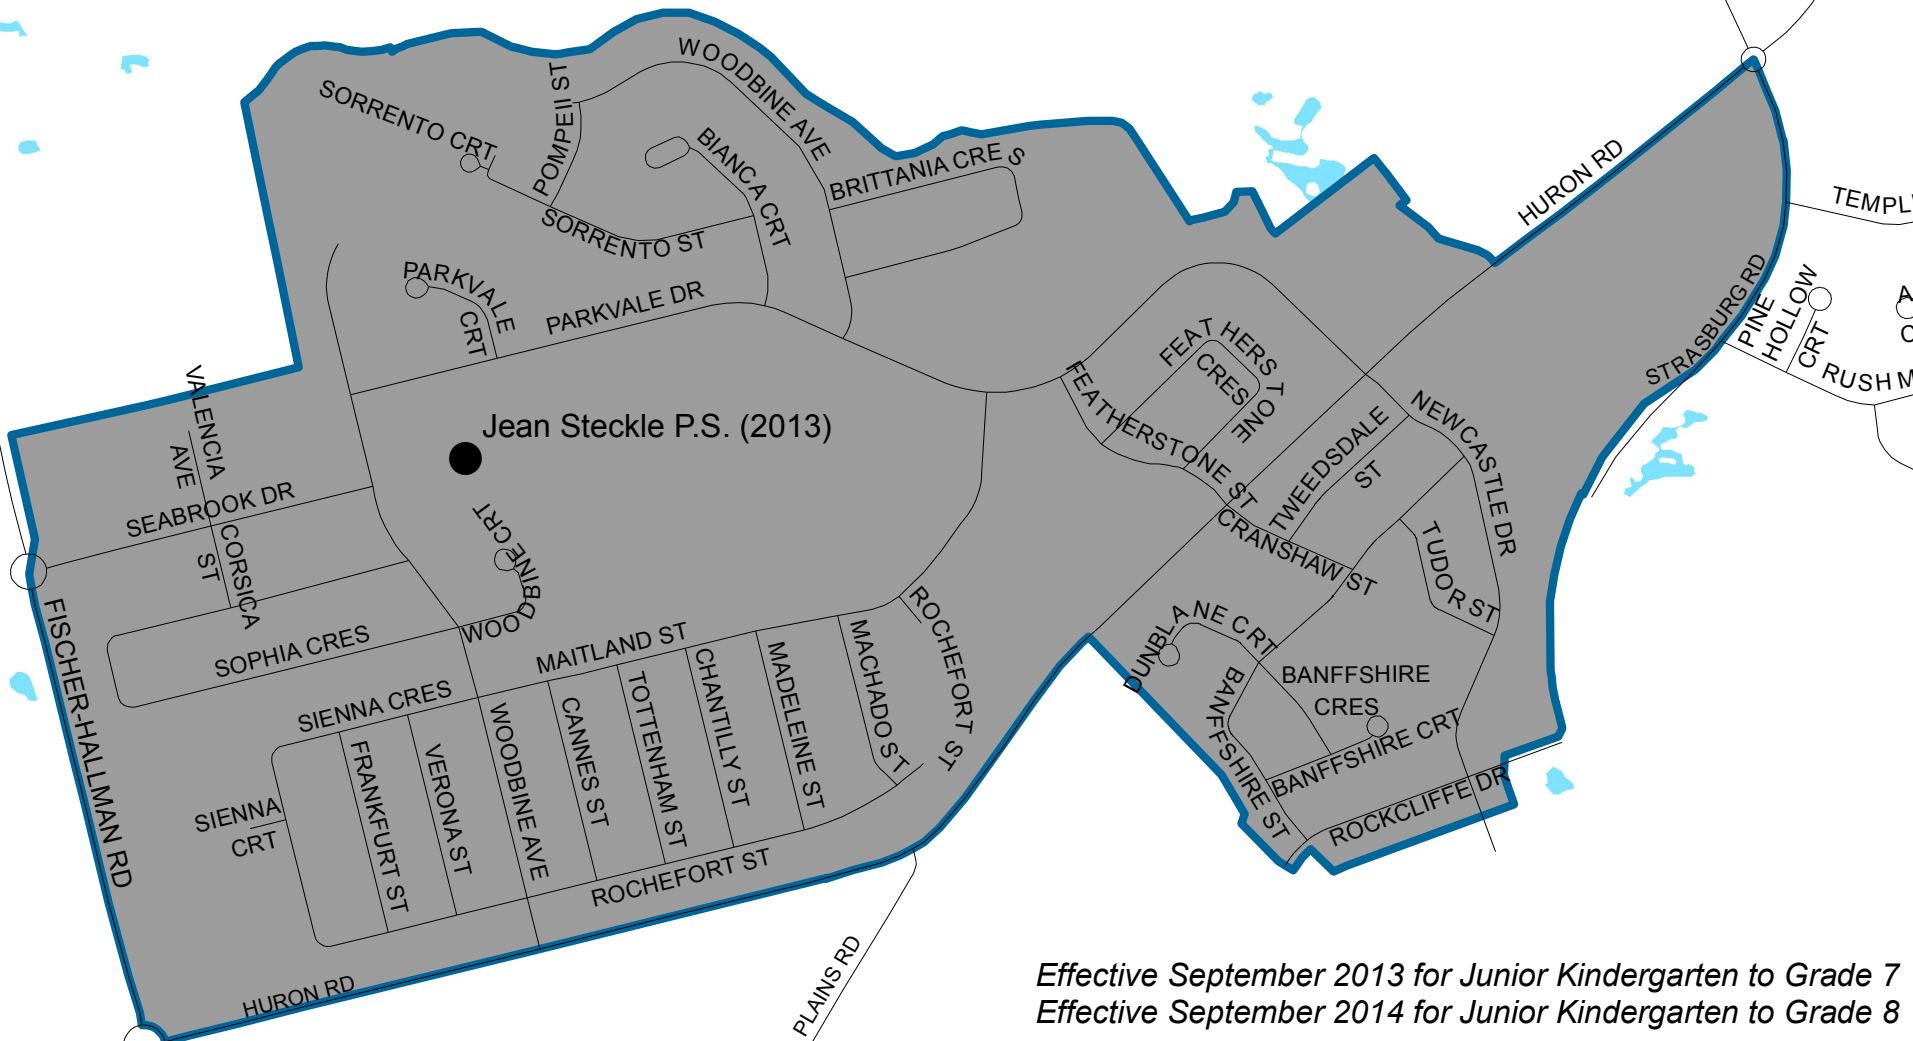 WOODBINE AVE
SORRENTO CRT
POMPEII ST
BIANCA CRT
BRITTANIA CRES
HURON RD
SORRENTO ST
TEMPL
PARKVALE
CRT
PARKVALE DR
STRASBURG RD
PINE
HOLLOW
CRT
A
C
RUSH M
FEATHERSTONE
CRES
FEATHERSTONE ST
NEWCASTLE DR
TWEEDSDALE
ST
VALENCIA
AVE
Jean Steckle P.S. (2013)
SEABROOK DR
CORSICA
ST
WOODBINE CRT
CRANSHAW ST
TUDOR ST
FISCHER-HALLMAN RD
SOPHIA CRES
MAITLAND ST
ROCHEFORT ST
DUNBLANE CRT
BANFFSHIRE
CRES
BANFFSHIRE ST
BANFFSHIRE CRT
ROCKCLIFFE DR
SIENNA CRES
SIENNA
CRT
FRANKFURT ST
VERONA ST
WOODBINE AVE
CANNES ST
TOTTENHAM ST
CHANTILLY ST
MADELEINE ST
MACHADO ST
ROCHEFORT ST
HURON RD
PLAINS RD
Effective September 2013 for Junior Kindergarten to Grade 7
Effective September 2014 for Junior Kindergarten to Grade 8